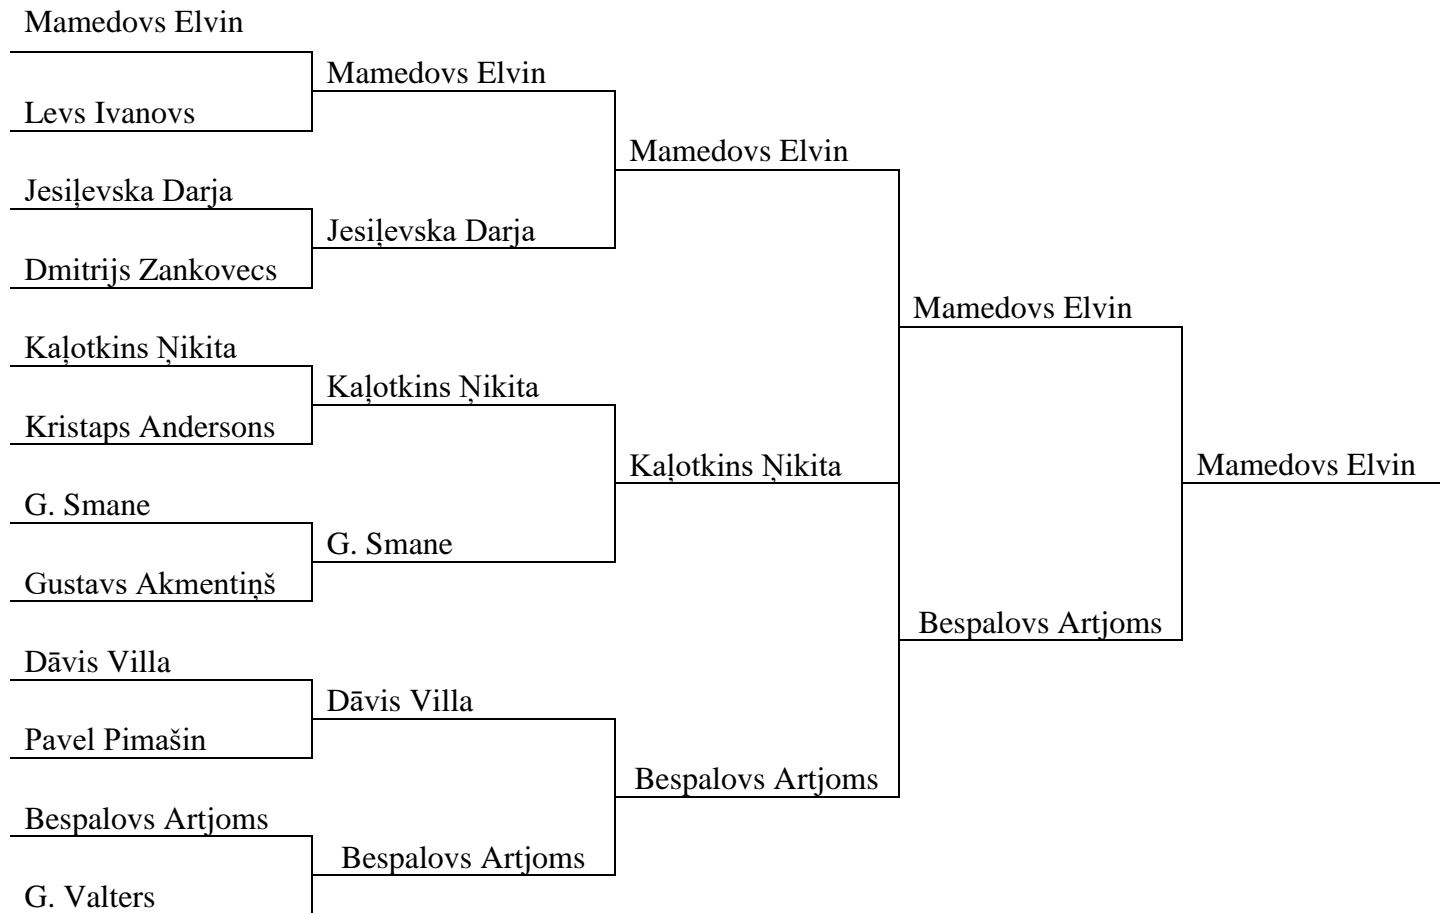 Mamedovs Elvin
Levs Ivanovs
Jesiļevska Darja
Dmitrijs Zankovecs
Kaļotkins Ņikita
Kristaps Andersons
G. Smane
Gustavs Akmentiņš
Dāvis Villa
Pavel Pimašin
Bespalovs Artjoms
G. Valters
Mamedovs Elvin
Jesiļevska Darja
Kaļotkins Ņikita
G. Smane
Dāvis Villa
Bespalovs Artjoms
Mamedovs Elvin
Kaļotkins Ņikita
Bespalovs Artjoms
Mamedovs Elvin
Bespalovs Artjoms
Mamedovs Elvin